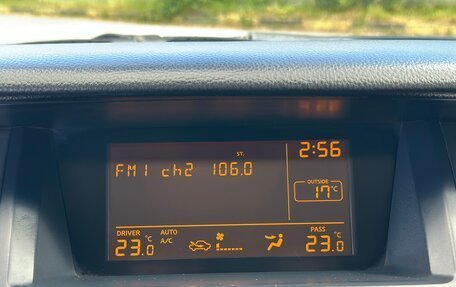 ST.
FM1 ch2 106.0
2:56
OUTSIDE
17°C
DRIVER AUTO PASS
23.0 °C A/C 23.0 °C